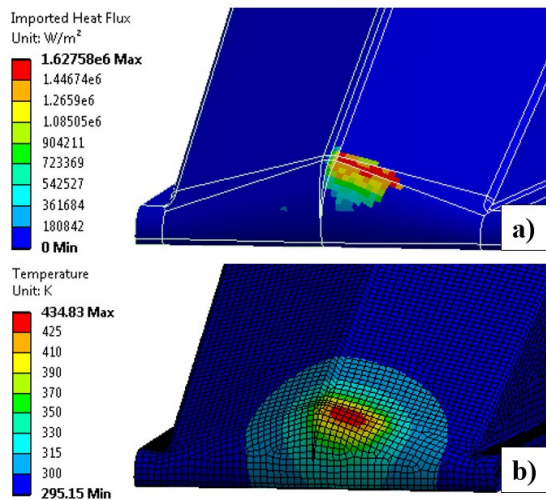 Imported Heat Flux
Unit: W/m²
1.62758e6 Max
1.44674e6
1.2659e6
1.08505e6
904211
723369
542527
361684
180842
0 Min
a)
Temperature
Unit: K
434.83 Max
425
410
390
370
350
330
315
300
295.15 Min
b)